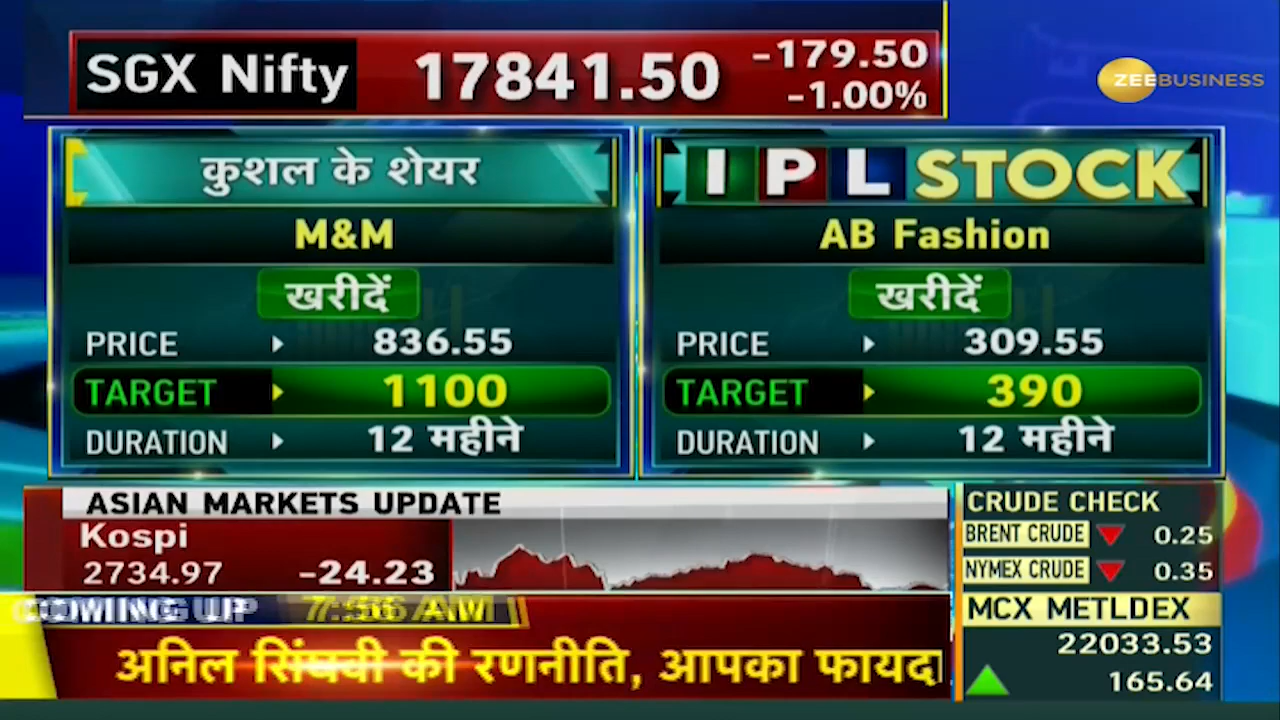 SGX Nifty 17841.50 -179.50
-1.00%
ZEEBUSINESS
कुशल के शेयर
M&M
खरीदें
PRICE 836.55
TARGET 1100
DURATION 12 महीने
IPL STOCK
AB Fashion
खरीदें
PRICE 309.55
TARGET 390
DURATION 12 महीने
ASIAN MARKETS UPDATE
Kospi
2734.97 -24.23
CRUDE CHECK
BRENT CRUDE 0.25
NYMEX CRUDE 0.35
MCX METLDEX
22033.53
165.64
COMING UP AM
अनिल सिंघवी की रणनीति, आपका फायद